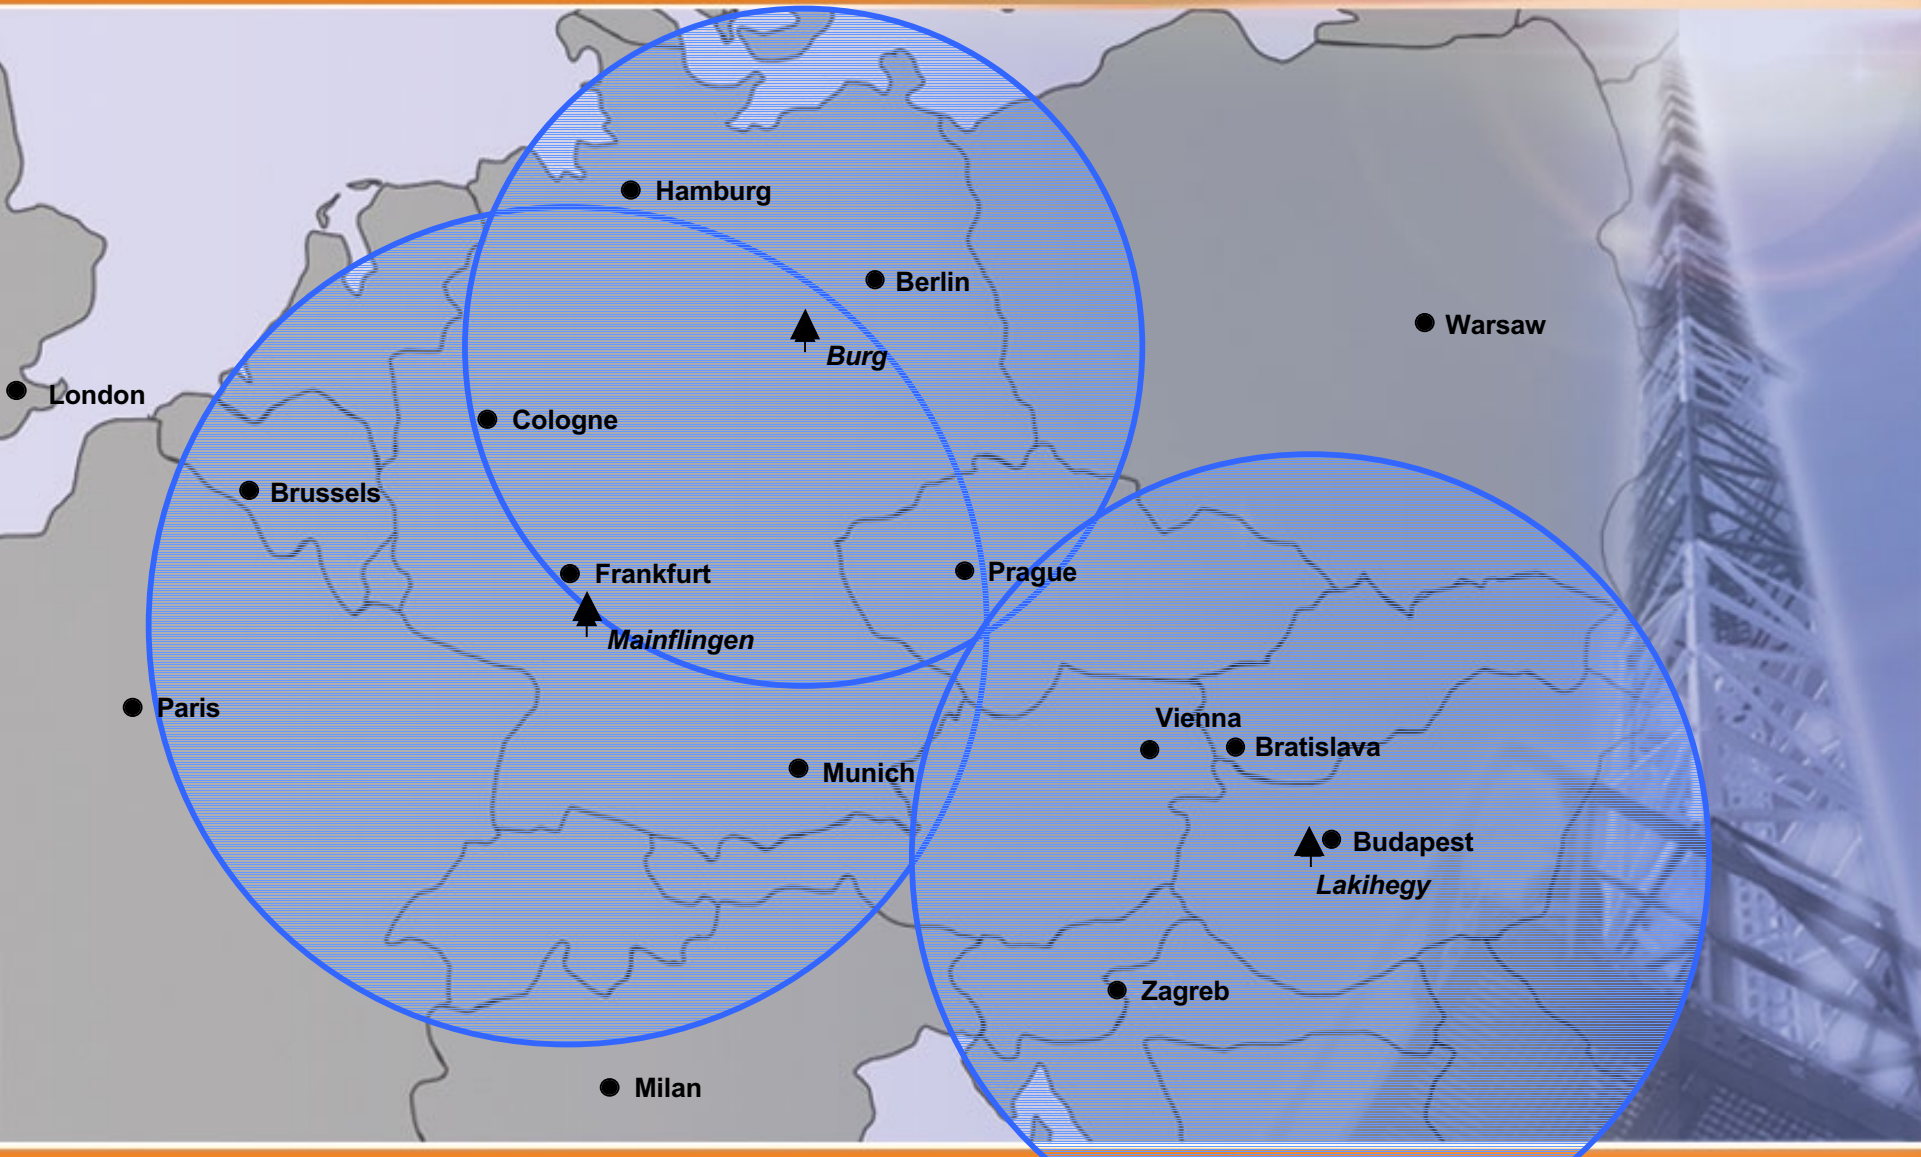 Hamburg
Berlin
Warsaw
Burg
London
Cologne
Brussels
Frankfurt
Prague
Mainflingen
Paris
Vienna
Bratislava
Munich
Budapest
Lakihegy
Zagreb
Milan